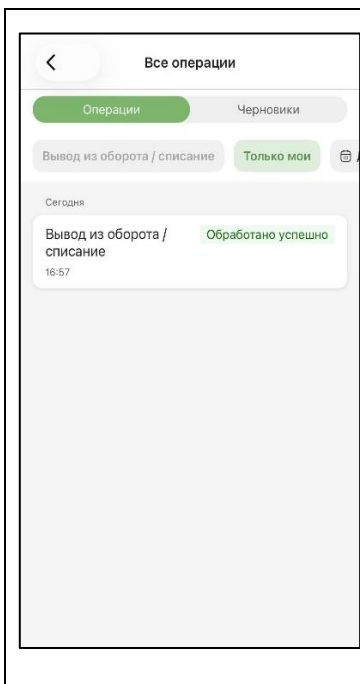 Все операции
Операции Черновики
Вывод из оборота / списание Только мои
Сегодня
Вывод из оборота / Обработано успешно
списание
16:57